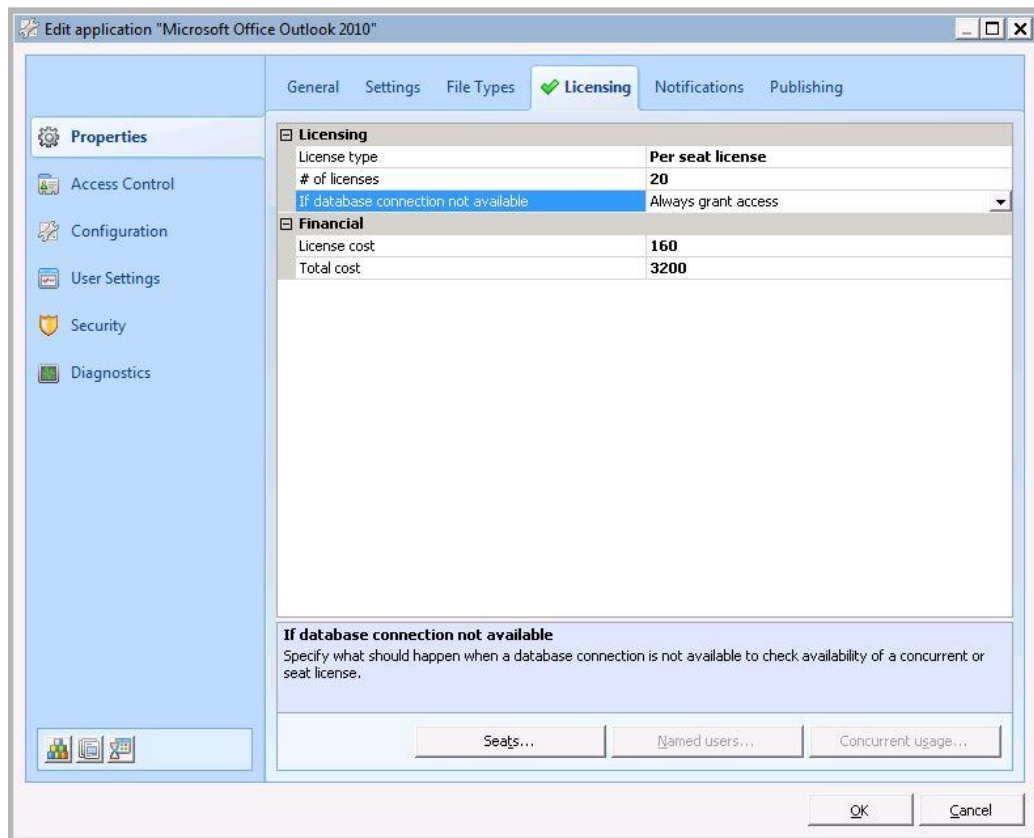 Edit application "Microsoft Office Outlook 2010"
General Settings File Types Licensing Notifications Publishing
Properties
Access Control
Configuration
User Settings
Security
Diagnostics
Licensing
License type Per seat license
# of licenses 20
If database connection not available Always grant access
Financial
License cost 160
Total cost 3200
If database connection not available
Specify what should happen when a database connection is not available to check availability of a concurrent or
seat license.
Seats... Named users... Concurrent usage...
OK Cancel